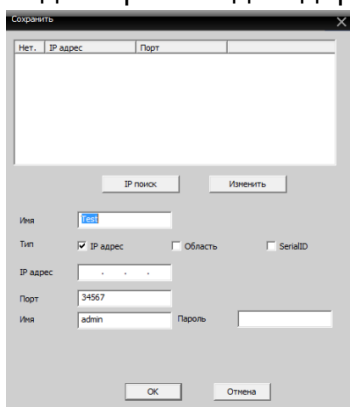 Сохранить
Нет. IP адрес Порт
IP поиск Изменить
Имя Test
Тип IP адрес Область SerialID
IP адрес . . .
Порт 34567
Имя admin Пароль
OK Отмена